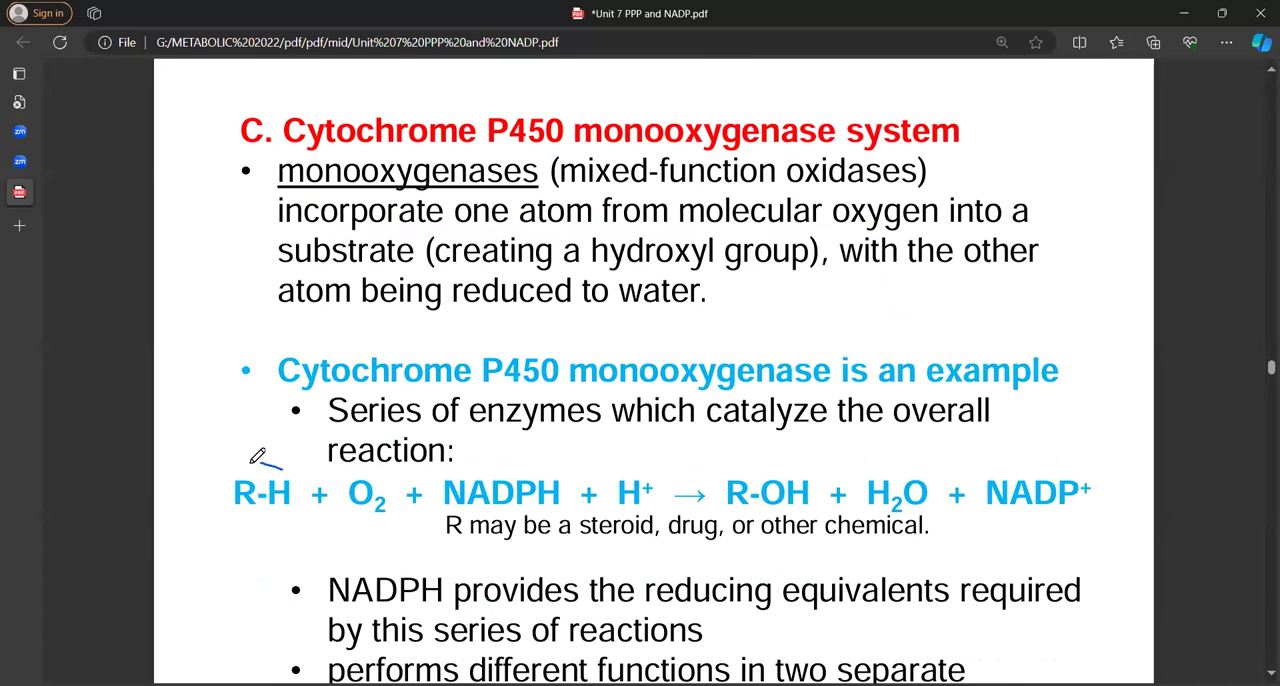 Sign in
*Unit 7 PPP and NADP.pdf
File
G:/METABOLIC%202022/pdf/pdf/mid/Unit%207%20PPP%20and%20NADP.pdf
zm
zm
PDF
C. Cytochrome P450 monooxygenase system
• monooxygenases (mixed-function oxidases)
incorporate one atom from molecular oxygen into a
substrate (creating a hydroxyl group), with the other
atom being reduced to water.
• Cytochrome P450 monooxygenase is an example
• Series of enzymes which catalyze the overall
reaction:
R-H + O₂ + NADPH + H⁺ → R-OH + H₂O + NADP⁺
R may be a steroid, drug, or other chemical.
• NADPH provides the reducing equivalents required
by this series of reactions
• performs different functions in two separate